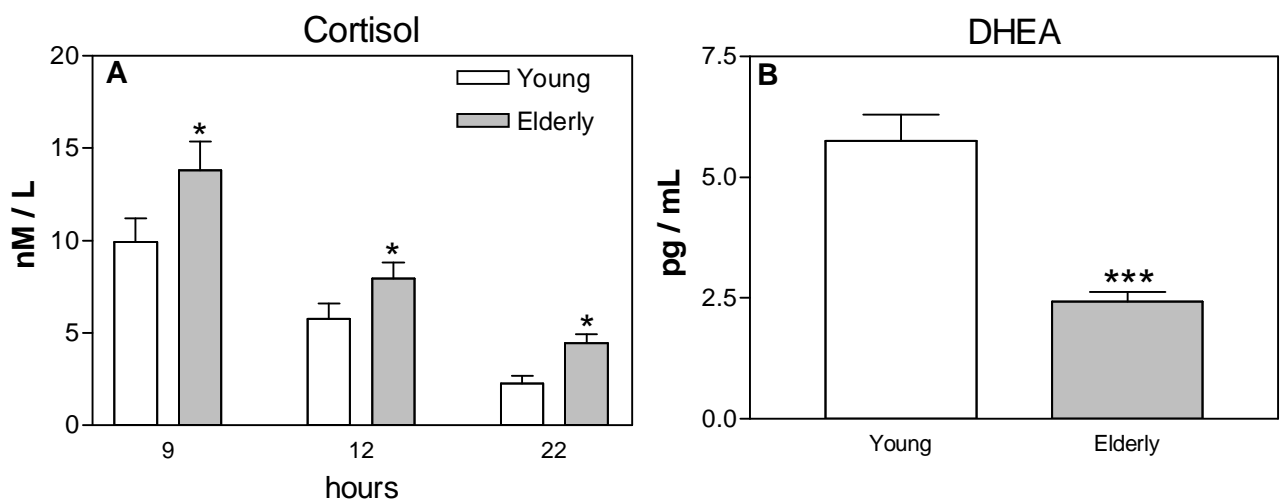 Cortisol
A
Young
Elderly
nM / L
20
15
10
5
0
*
*
*
9 12 22
hours
DHEA
B
pg / mL
7.5
5.0
2.5
0.0
***
Young Elderly